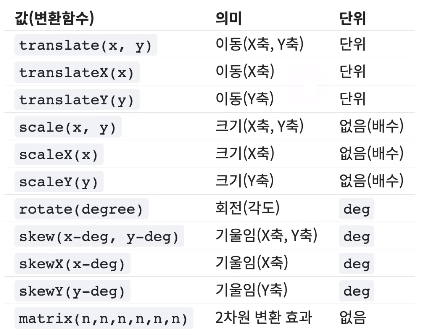 값(변환함수) 의미 단위
translate(x, y) 이동(X축, Y축) 단위
translateX(x) 이동(X축) 단위
translateY(y) 이동(Y축) 단위
scale(x, y) 크기(X축, Y축) 없음(배수)
scaleX(x) 크기(X축) 없음(배수)
scaleY(y) 크기(Y축) 없음(배수)
rotate(degree) 회전(각도) deg
skew(x-deg, y-deg) 기울임(X축, Y축) deg
skewX(x-deg) 기울임(X축) deg
skewY(y-deg) 기울임(Y축) deg
matrix(n,n,n,n,n,n) 2차원 변환 효과 없음